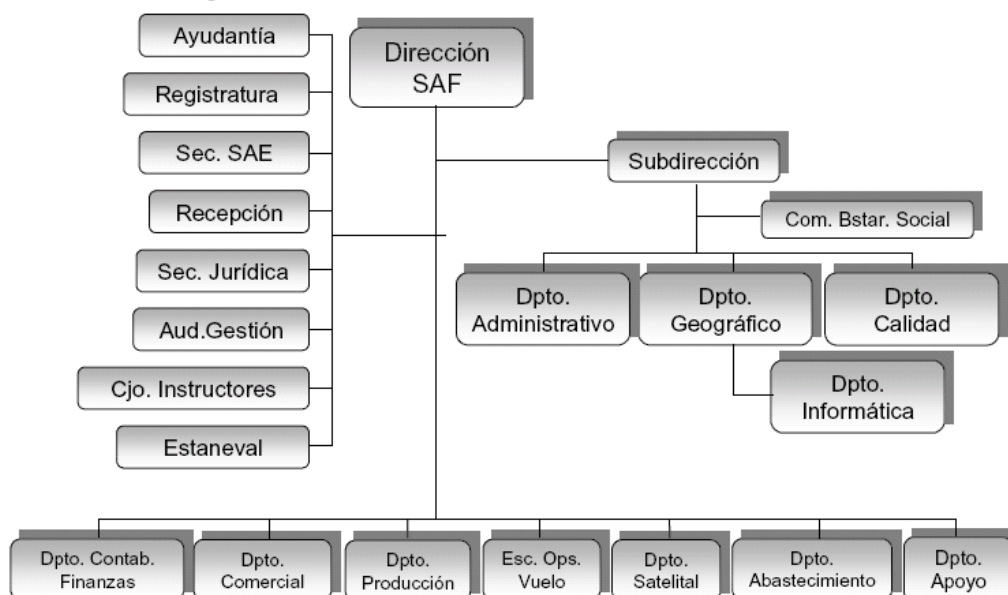 Ayudantía
Registratura
Sec. SAE
Recepción
Sec. Jurídica
Aud.Gestión
Cjo. Instructores
Estaneval
Dirección
SAF
Subdirección
Com. Bstar. Social
Dpto.
Administrativo
Dpto.
Geográfico
Dpto.
Calidad
Dpto.
Informática
Dpto. Contab.
Finanzas
Dpto.
Comercial
Dpto.
Producción
Esc. Ops.
Vuelo
Dpto.
Satelital
Dpto.
Abastecimiento
Dpto.
Apoyo